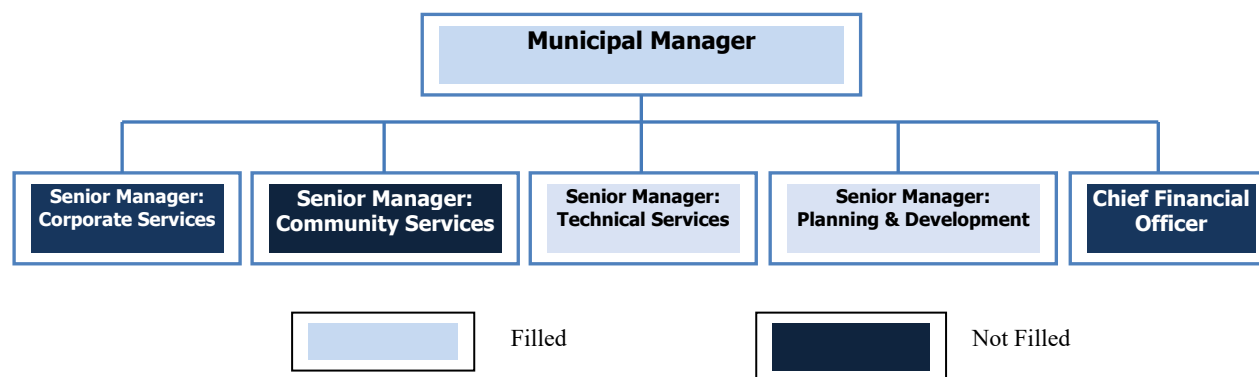 Municipal Manager
Senior Manager:
Corporate Services
Senior Manager:
Community Services
Senior Manager:
Technical Services
Senior Manager:
Planning & Development
Chief Financial
Officer
Filled
Not Filled